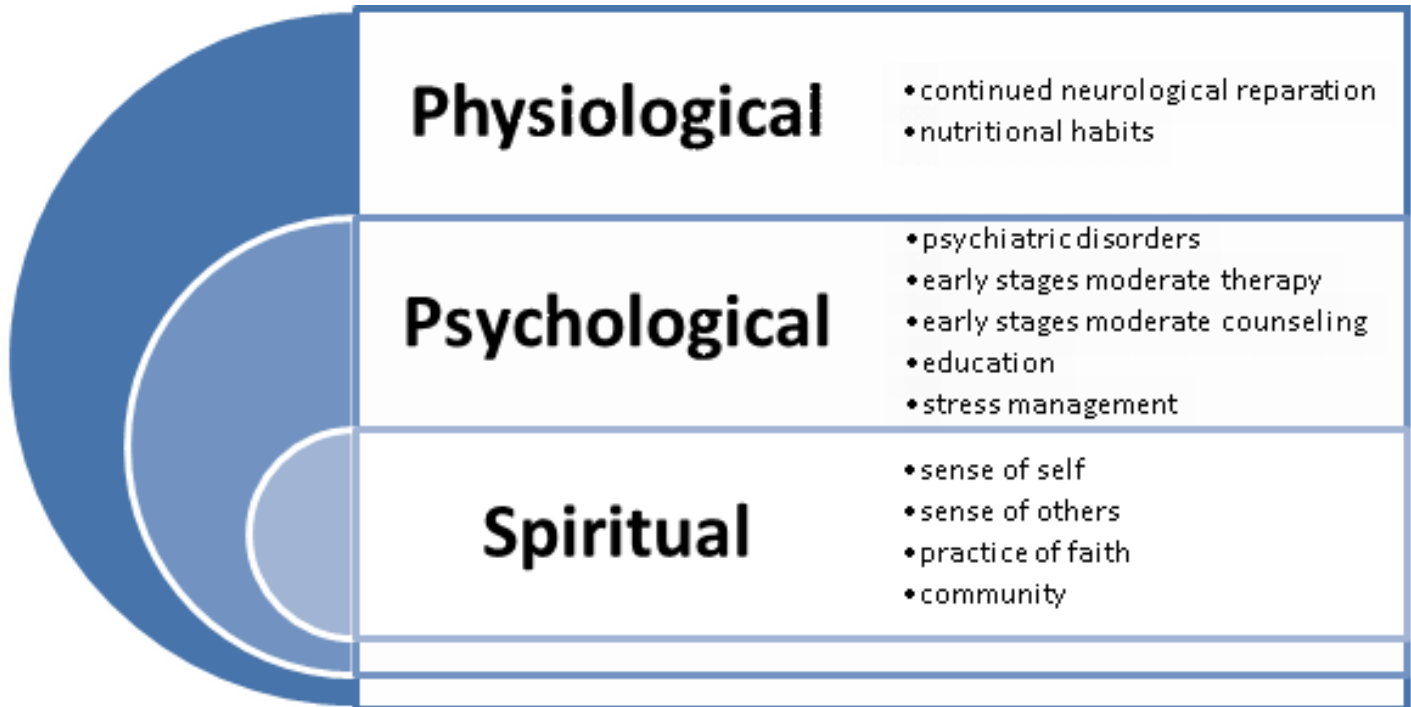 Physiological
•continued neurological reparation
•nutritional habits
Psychological
•psychiatric disorders
•early stages moderate therapy
•early stages moderate counseling
•education
•stress management
Spiritual
•sense of self
•sense of others
•practice of faith
•community